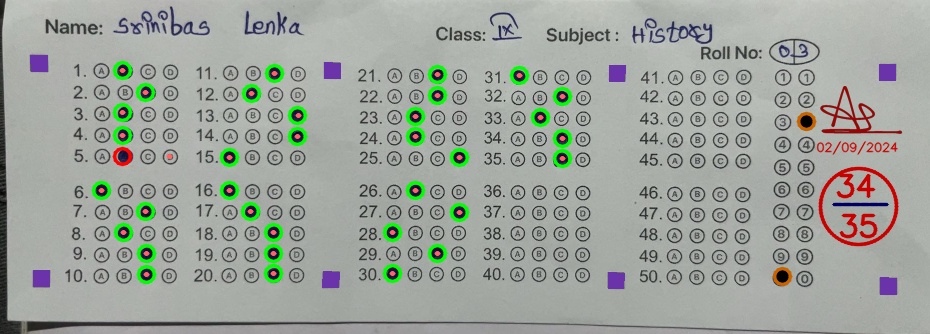 Name: Srinibas Lenka Class: IX Subject: History
Roll No: 03
1. A C D 11. A B D 21. A B D 31. B C D 41. A B C D 1 1
2. A B D 12. A C D 22. A B D 32. A B D 42. A B C D 2 2
3. A C D 13. A B C 23. A C D 33. A C D 43. A B C D 3
4. A C D 14. A B C 24. A C D 34. A B D 44. A B C D 4 4
5. A C D 15. B C D 25. A B C 35. A B D 45. A B C D 5 5
02/09/2024
6. B C D 16. B C D 26. A C D 36. A B C D 46. A B C D 6 6
7. A B D 17. A C D 27. A B C 37. A B C D 47. A B C D 7 7
8. A C D 18. A B D 28. B C D 38. A B C D 48. A B C D 8 8
9. A B D 19. A B D 29. A B D 39. A B C D 49. A B C D 9 9
10. A B D 20. A B D 30. B C D 40. A B C D 50. A B C D 0
34
35